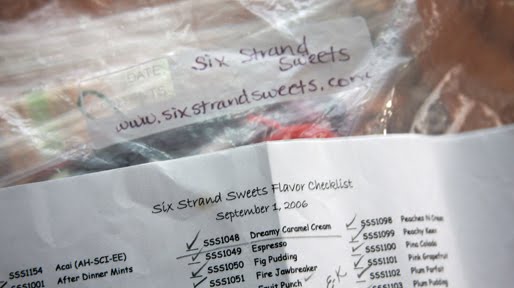 DATE
Six Strand
Sweets
www.sixstrandsweets.com
Six Strand Sweets Flavor Checklist
September 1, 2006
SSS1154 Acai (AH-SCI-EE)
SSS1001 After Dinner Mints
SSS1048 Dreamy Caramel Cream
SSS1049 Espresso
SSS1050 Fig Pudding
SSS1051 Fire Jawbreaker
Fruit Punch
SSS1098 Peaches N Cream
SSS1099 Peachy Keen
SSS1100 Pina Colada
SSS1101 Pink Grapefruit
SSS1102 Plum Parfait
SSS1103 Plum Pudding